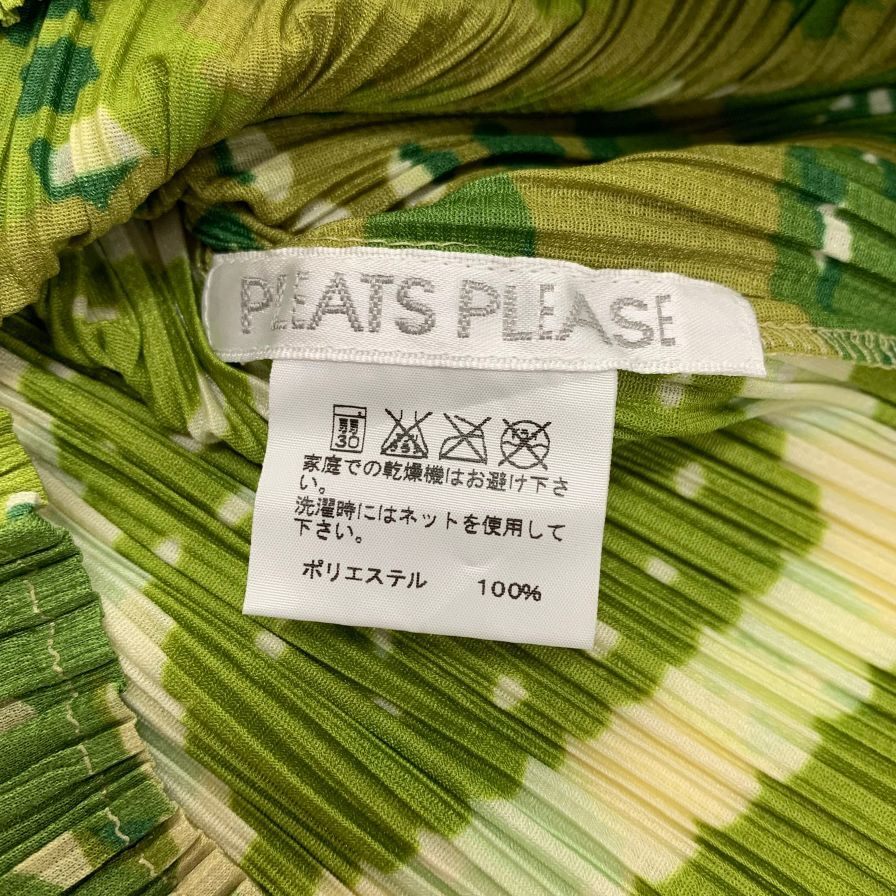 PLEATS PLEASE
弱
30
家庭での乾燥機はお避け下さ
い。
洗濯時にはネットを使用して
下さい。
ポリエステル 100%